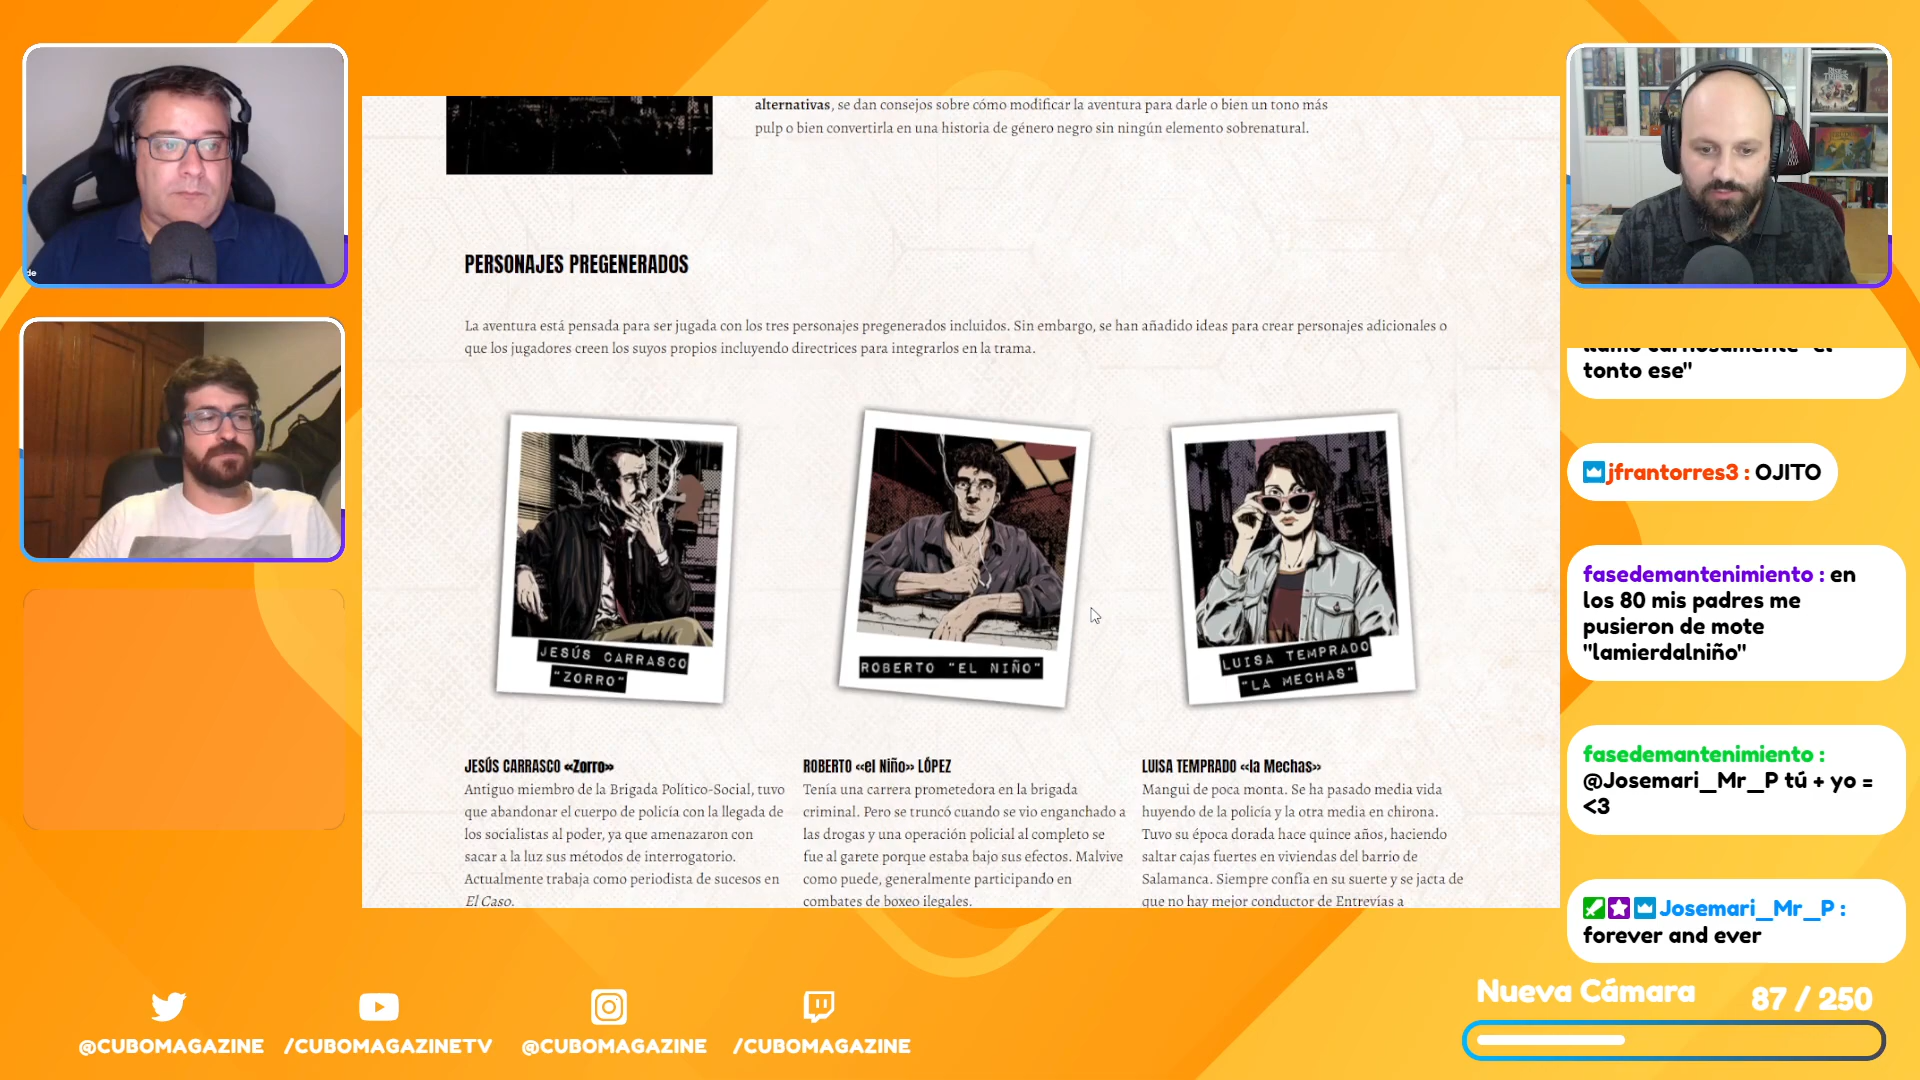 de
alternativas, se dan consejos sobre cómo modificar la aventura para darle o bien un tono más
pulp o bien convertirla en una historia de género negro sin ningún elemento sobrenatural.
PERSONAJES PREGENERADOS
La aventura está pensada para ser jugada con los tres personajes pregenerados incluidos. Sin embargo, se han añadido ideas para crear personajes adicionales o
que los jugadores creen los suyos propios incluyendo directrices para integrarlos en la trama.
JESÚS CARRASCO
"ZORRO"
ROBERTO "EL NIÑO"
LUISA TEMPRADO
"LA MECHAS"
JESÚS CARRASCO «Zorro»
Antiguo miembro de la Brigada Político-Social, tuvo
que abandonar el cuerpo de policía con la llegada de
los socialistas al poder, ya que amenazaron con
sacar a la luz sus métodos de interrogatorio.
Actualmente trabaja como periodista de sucesos en
El Caso.
ROBERTO «el Niño» LÓPEZ
Tenía una carrera prometedora en la brigada
criminal. Pero se truncó cuando se vio enganchado a
las drogas y una operación policial al completo se
fue al garete porque estaba bajo sus efectos. Malvive
como puede, generalmente participando en
combates de boxeo ilegales.
LUISA TEMPRADO «la Mechas»
Mangui de poca monta. Se ha pasado media vida
huyendo de la policía y la otra media en chirona.
Tuvo su época dorada hace quince años, haciendo
saltar cajas fuertes en viviendas del barrio de
Salamanca. Siempre confía en su suerte y se jacta de
que no hay mejor conductor de Entrevías a
llamo cariñosamente "el
tonto ese"
jfrantorres3 : OJITO
fasedemantenimiento : en
los 80 mis padres me
pusieron de mote
"lamierdalniño"
fasedemantenimiento :
@Josemari_Mr_P tú + yo =
<3
Josemari_Mr_P :
forever and ever
Nueva Cámara 87 / 250
@CUBOMAGAZINE /CUBOMAGAZINETV @CUBOMAGAZINE /CUBOMAGAZINE